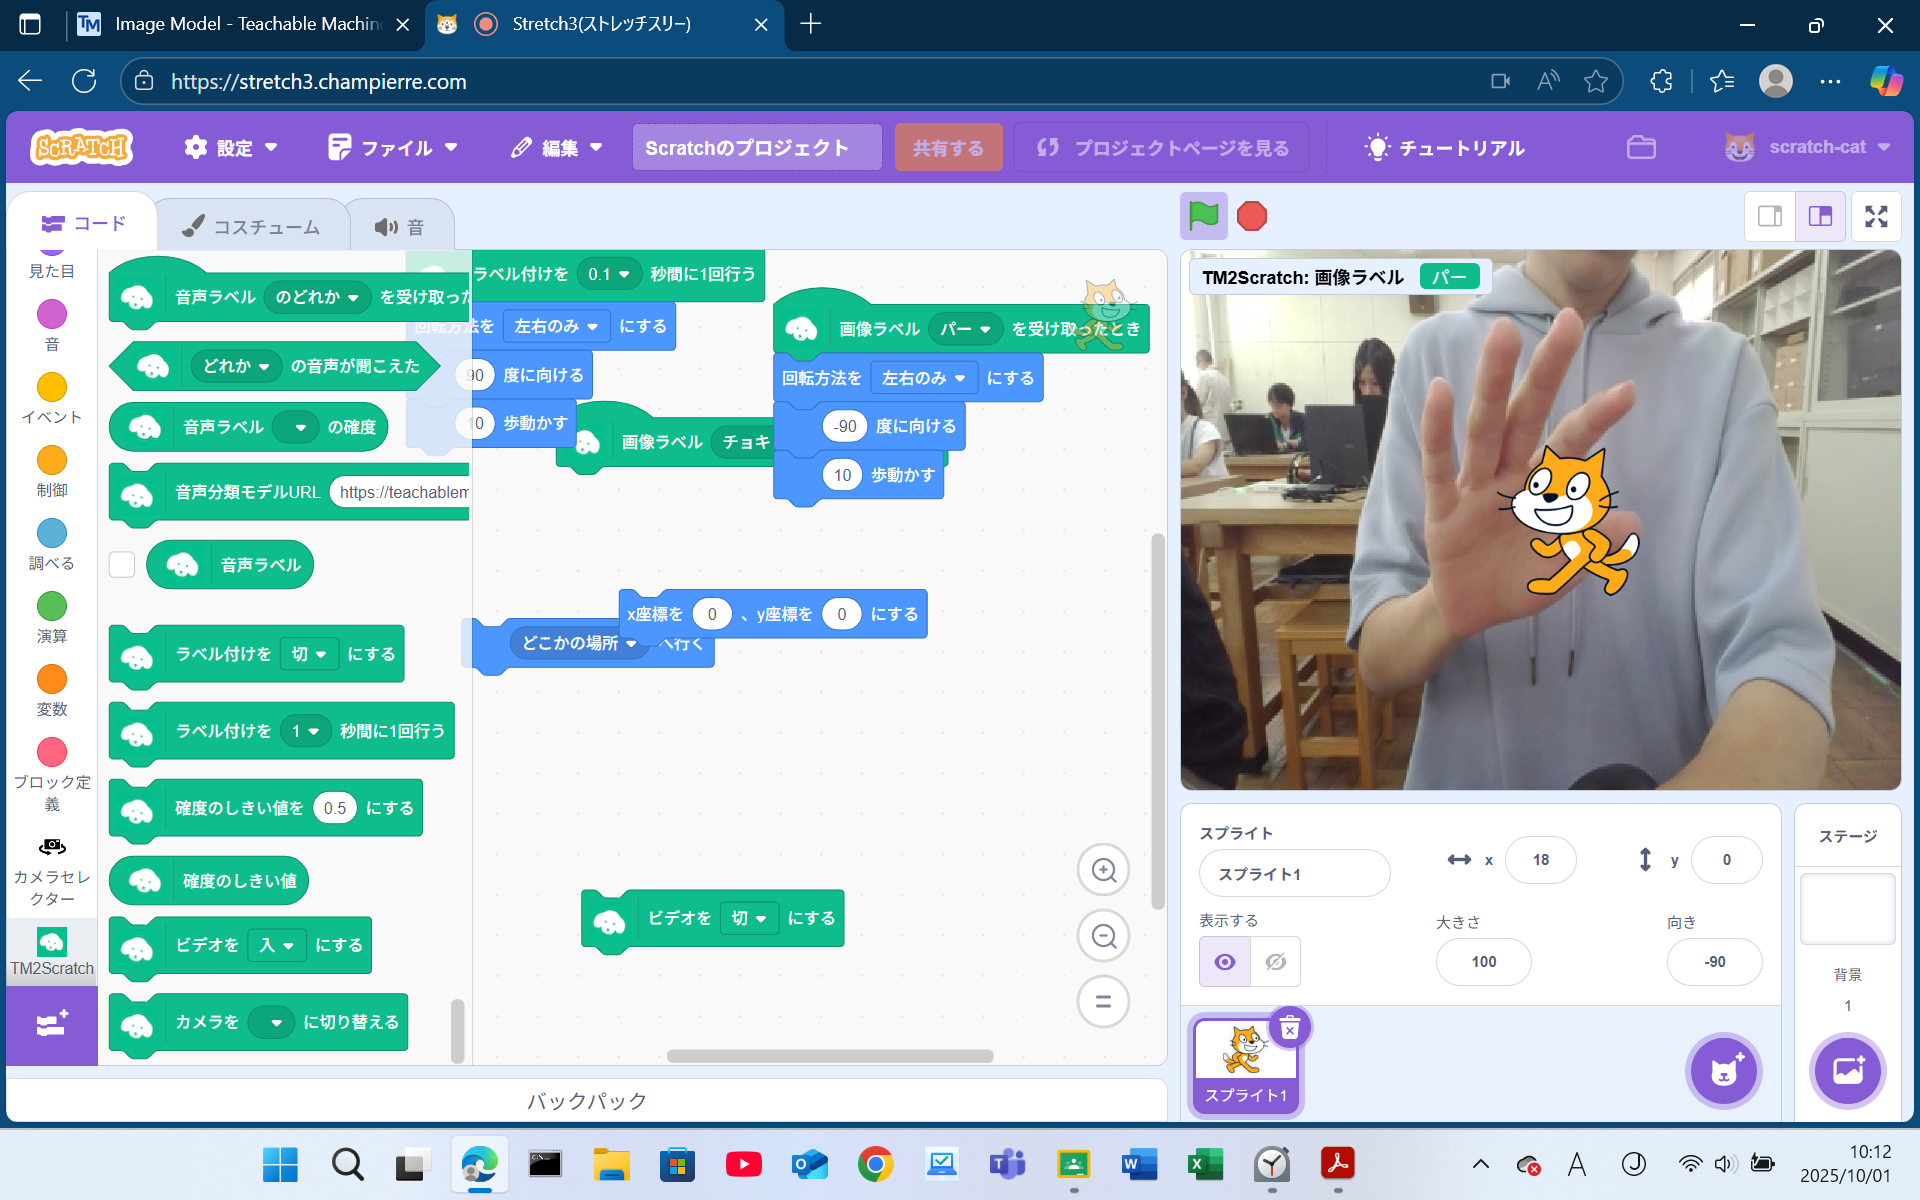 Image Model - Teachable Machin
Stretch3(ストレッチスリー)
https://stretch3.champierre.com
SCRATCH
設定
ファイル
編集
Scratchのプロジェクト
共有する
プロジェクトページを見る
チュートリアル
scratch-cat
コード
コスチューム
音
見た目
音
イベント
制御
調べる
演算
変数
ブロック定
義
カメラセレ
クター
TM2Scratch
音声ラベル のどれか を受け取った
どれか の音声が聞こえた
音声ラベル の確度
音声分類モデルURL https://teachablem
音声ラベル
ラベル付けを 切 にする
ラベル付けを 1 秒間に1回行う
確度のしきい値を 0.5 にする
確度のしきい値
ビデオを 入 にする
カメラを に切り替える
ラベル付けを 0.1 秒間に1回行う
回転方法を 左右のみ にする
90 度に向ける
10 歩動かす
画像ラベル チョキ
画像ラベル パー を受け取ったとき
回転方法を 左右のみ にする
-90 度に向ける
10 歩動かす
x座標を 0 、y座標を 0 にする
どこかの場所 へ行く
ビデオを 切 にする
バックパック
TM2Scratch: 画像ラベル パー
スプライト
スプライト1
x 18
y 0
表示する
大きさ
100
向き
-90
スプライト1
ステージ
背景
1
10:12
2025/10/01